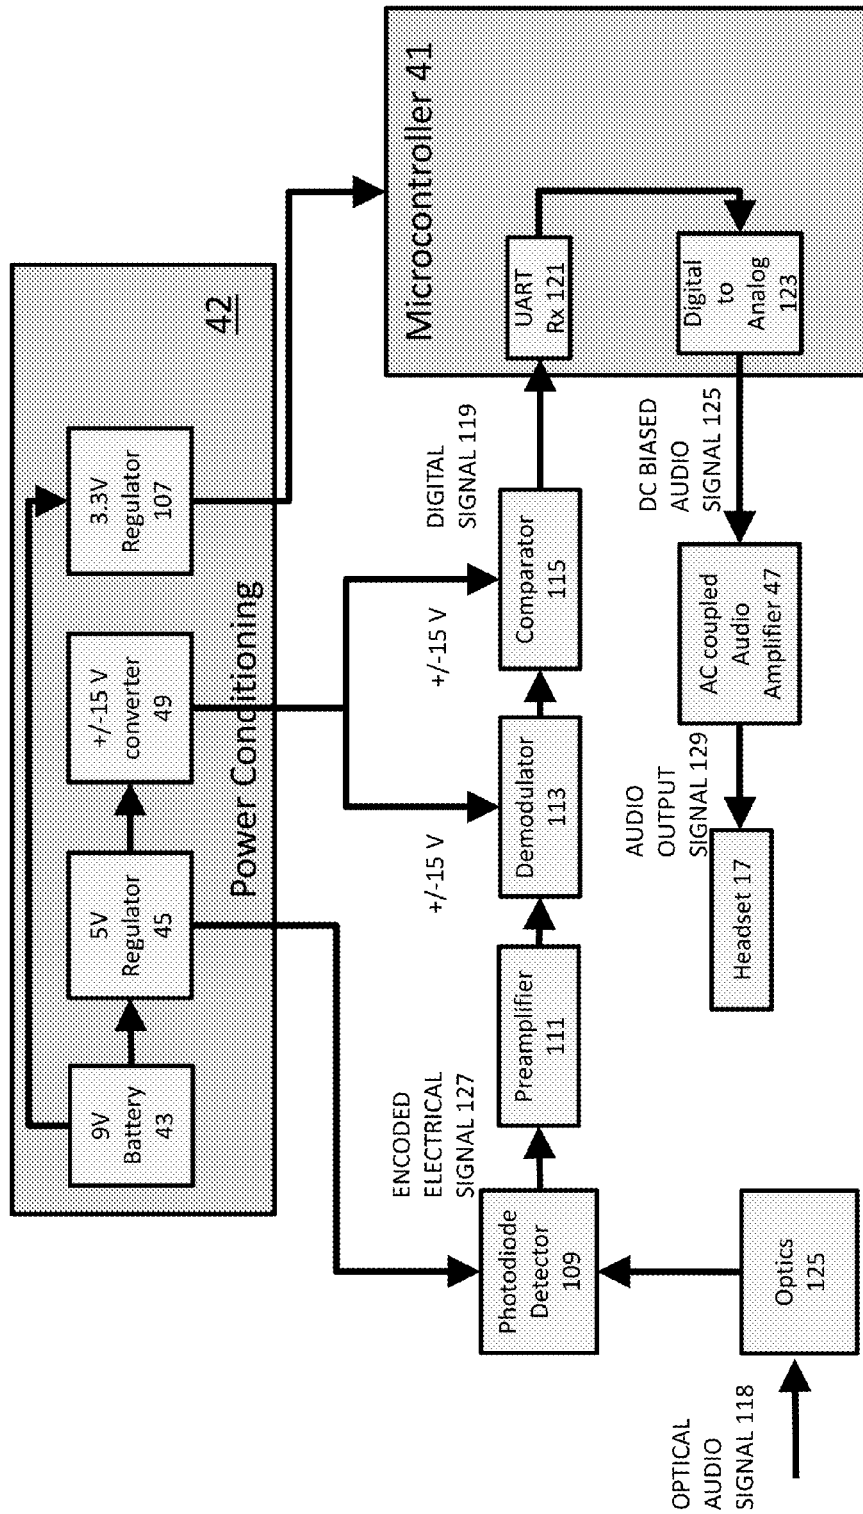 9V
Battery
43
5V
Regulator
45
+/-15 V
converter
49
3.3V
Regulator
107
42
Power Conditioning
Microcontroller 41
UART
Rx 121
Digital
to
Analog
123
+/-15 V
+/-15 V
ENCODED
ELECTRICAL
SIGNAL 127
DIGITAL
SIGNAL 119
Photodiode
Detector
109
Preamplifier
111
Demodulator
113
Comparator
115
OPTICAL
AUDIO
SIGNAL 118
Optics
125
AUDIO
OUTPUT
SIGNAL 129
DC BIASED
AUDIO
SIGNAL 125
Headset 17
AC coupled
Audio
Amplifier 47